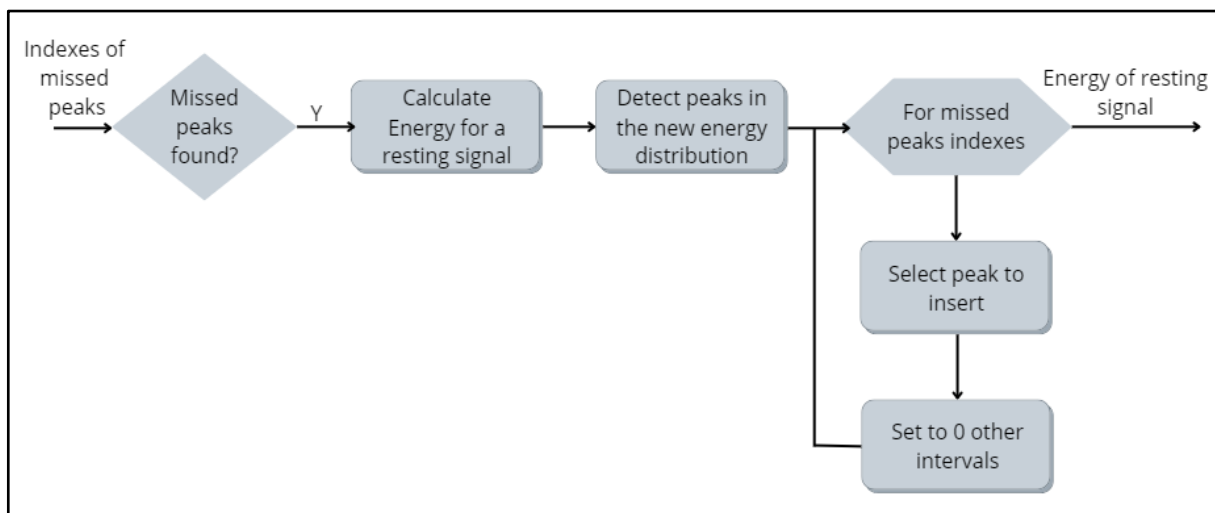 Indexes of
missed
peaks
Missed
peaks
found?
Y
Calculate
Energy for a
resting signal
Detect peaks in
the new energy
distribution
For missed
peaks indexes
Energy of resting
signal
Select peak to
insert
Set to 0 other
intervals